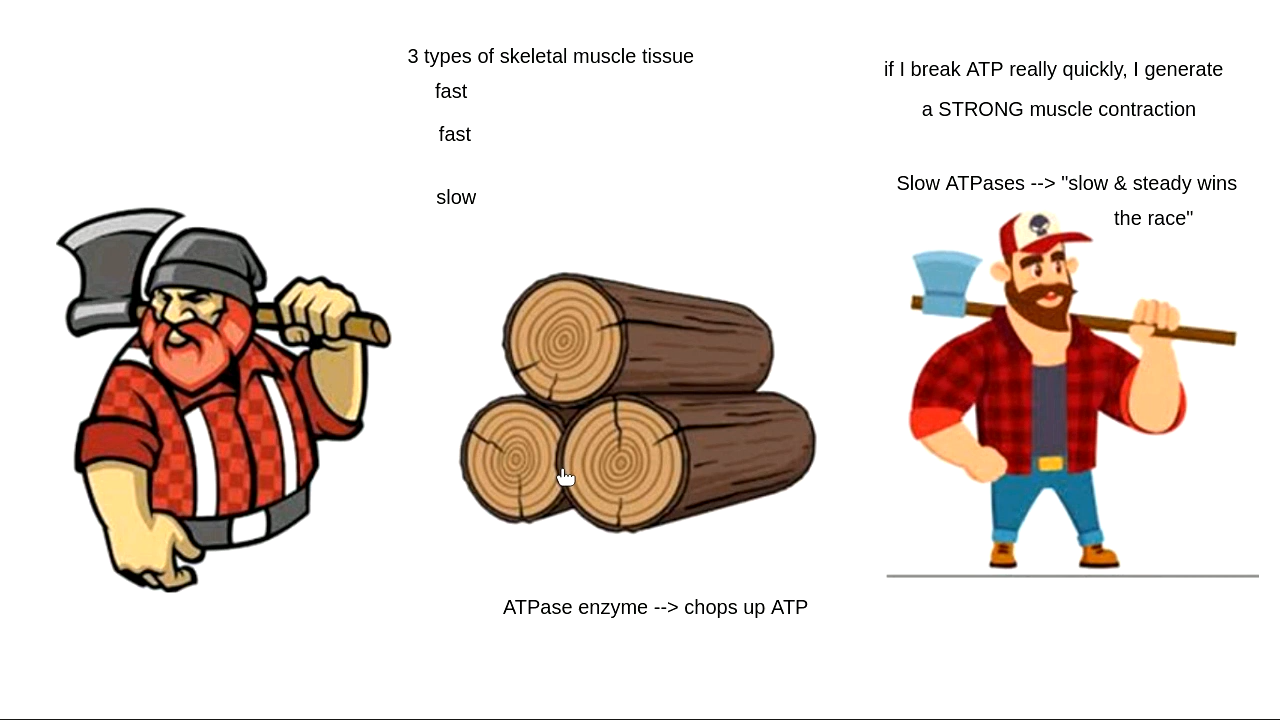 3 types of skeletal muscle tissue
fast
fast
slow
if I break ATP really quickly, I generate
a STRONG muscle contraction
Slow ATPases --> "slow & steady wins
the race"
ATPase enzyme --> chops up ATP